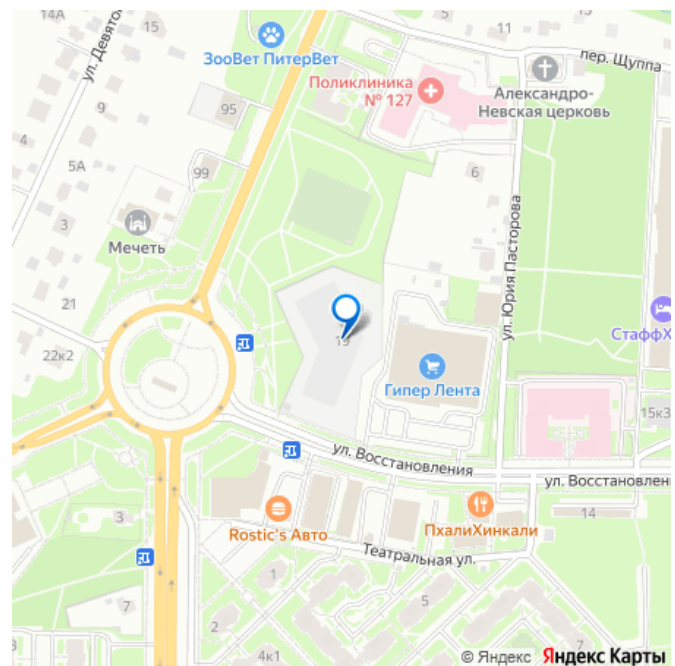 14А
ул. Девято
5
11
ЗооВет ПитерВет
пер. Щуппа
Поликлиника
№ 127
Александро-
Невская церковь
9
95
4
5А
99
6
3
Мечеть
ул. Юрия Пасторова
21
22к2
19
СтаффХ
Гипер Лента
15к3
ул. Восстановления
ул. Восстановлени
3
Rostic's Авто
ПхалиХинкали
14
Театральная ул.
1
5
7
2
4к1
7
© Яндекс Яндекс Карты